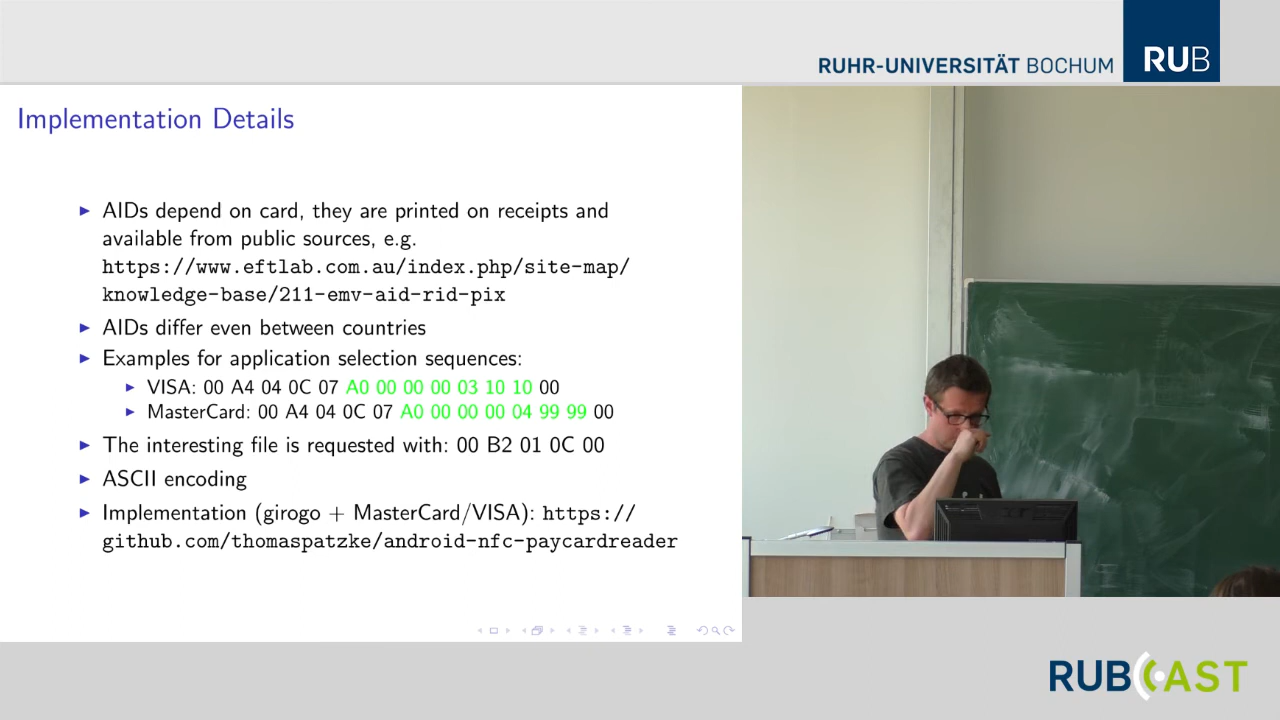 RUHR-UNIVERSITÄT BOCHUM
RUB
Implementation Details
AIDs depend on card, they are printed on receipts and
available from public sources, e.g.
https://www.eftlab.com.au/index.php/site-map/
knowledge-base/211-emv-aid-rid-pix
AIDs differ even between countries
Examples for application selection sequences:
VISA: 00 A4 04 0C 07 A0 00 00 00 03 10 10 00
MasterCard: 00 A4 04 0C 07 A0 00 00 00 04 99 99 00
The interesting file is requested with: 00 B2 01 0C 00
ASCII encoding
Implementation (girogo + MasterCard/VISA): https://
github.com/thomaspatzke/android-nfc-paycardreader
RUBCAST